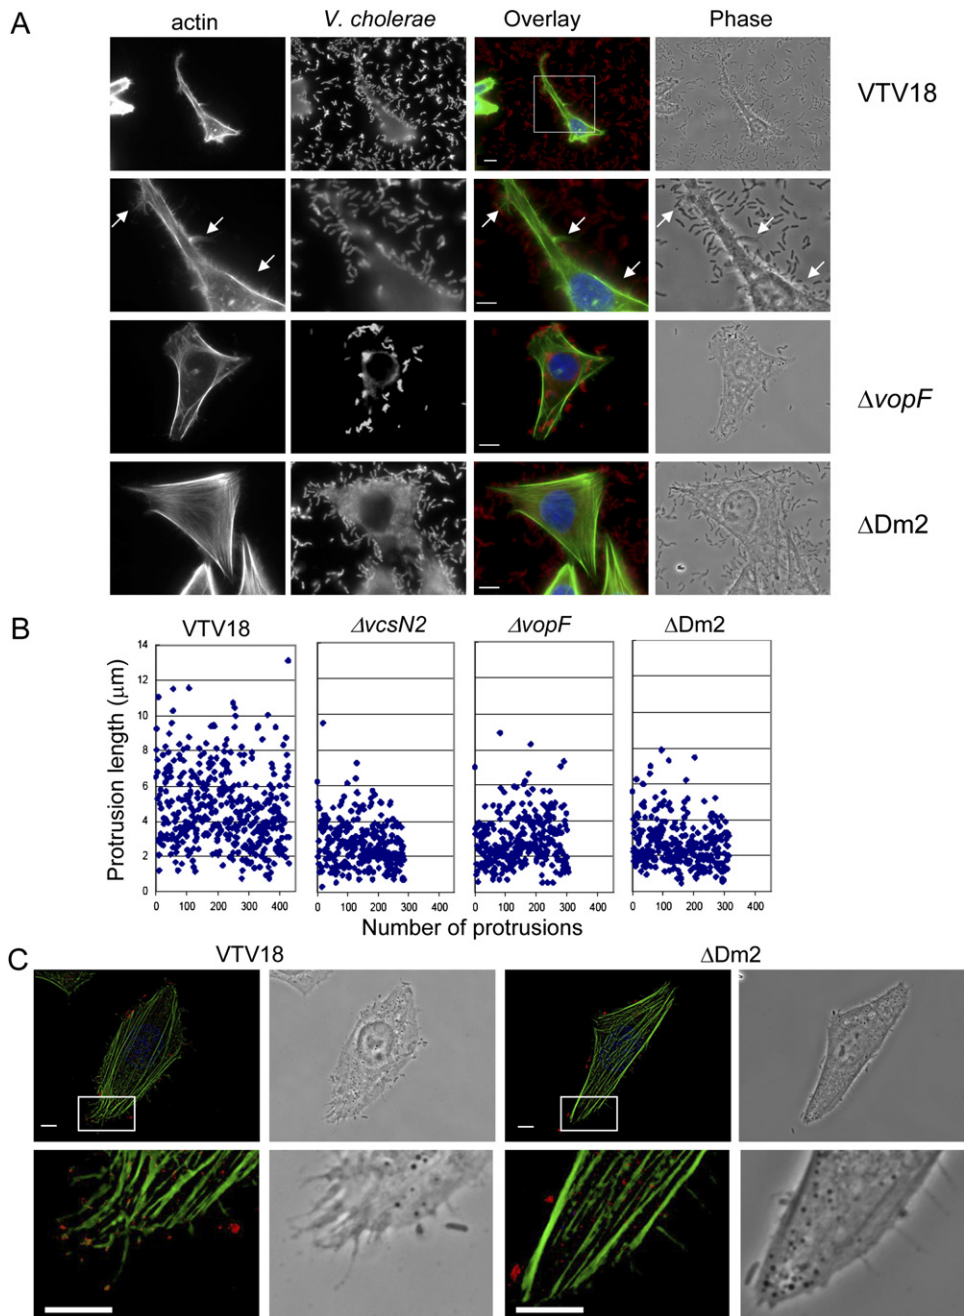 A
actin V. cholerae Overlay Phase
VTV18
ΔvopF
ΔDm2
B
VTV18 ΔvcsN2 ΔvopF ΔDm2
Protrusion length (μm)
14
12
10
8
6
4
2
0
0 100 200 300 400 0 100 200 300 400 0 100 200 300 400 0 100 200 300 400
Number of protrusions
C
VTV18 ΔDm2